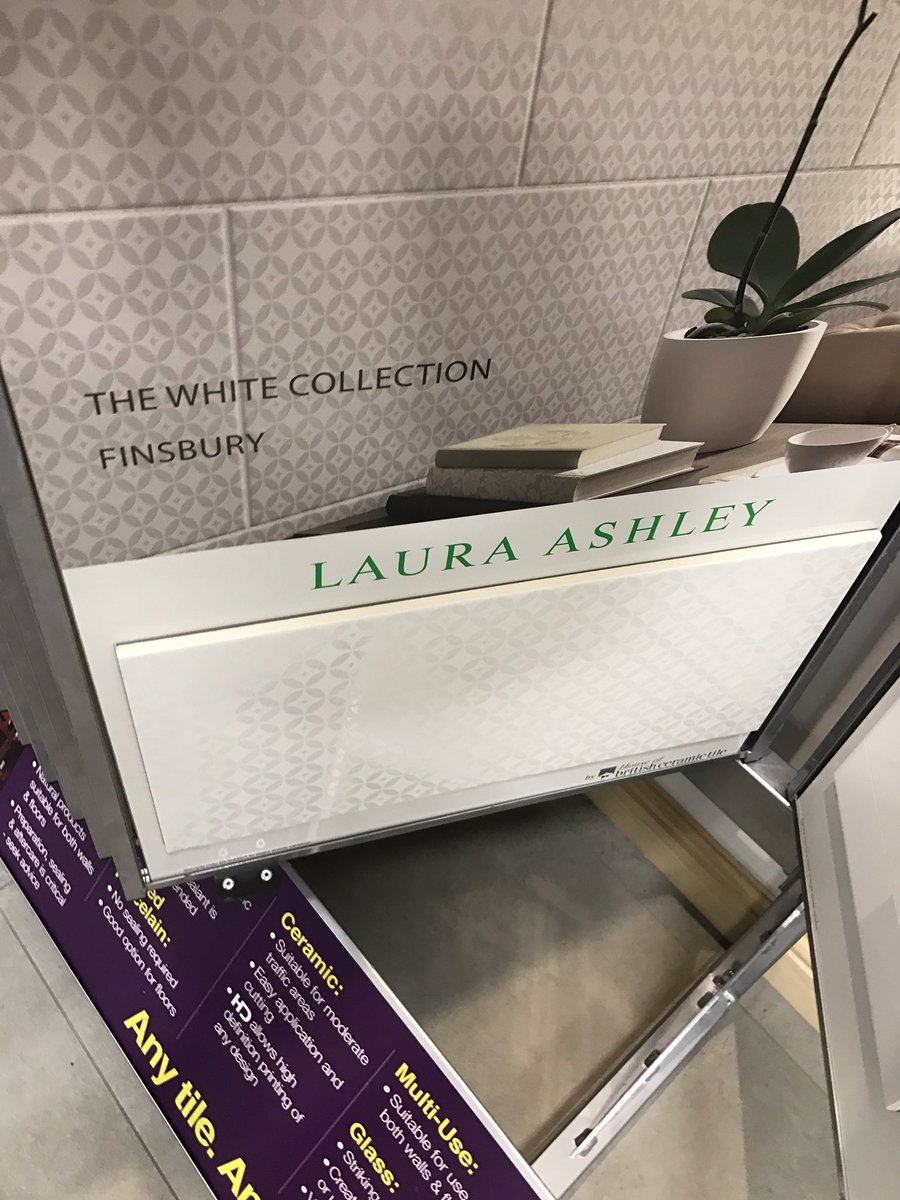 THE WHITE COLLECTION
FINSBURY
LAURA ASHLEY
by House of
british ceramic tile
• Natural products
suitable for both walls
& floors
• Preparation, sealing
& aftercare is critical
- seek advice
• No sealing required
• Good option for floors
Ceramic:
• Suitable for moderate
traffic areas
• Easy application and
cutting
• HD allows high
definition printing of
any design
Multi-Use:
• Suitable for use
both walls &
Glass:
Any tile.